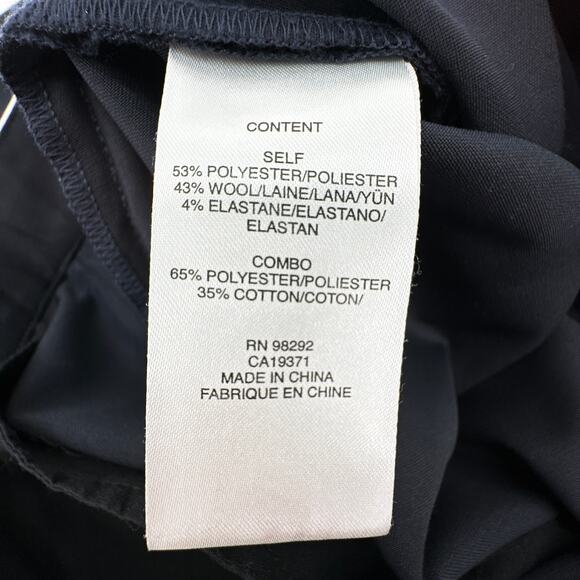 CONTENT
SELF
53% POLYESTER/POLIESTER
43% WOOL/LAINE/LANA/YÜN
4% ELASTANE/ELASTANO/
ELASTAN
COMBO
65% POLYESTER/POLIESTER
35% COTTON/COTON/
RN 98292
CA19371
MADE IN CHINA
FABRIQUE EN CHINE